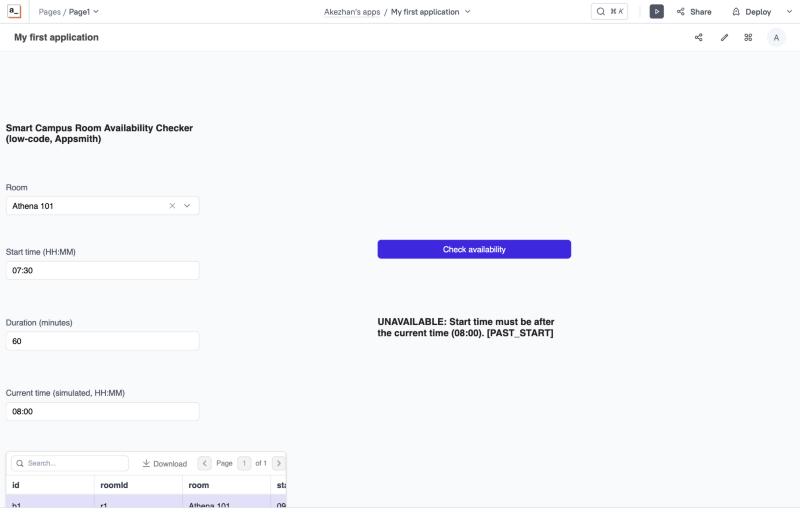 a_
Pages / Page1
Akezhan's apps / My first application
⌘ K
Share
Deploy
My first application
A
Smart Campus Room Availability Checker
(low-code, Appsmith)
Room
Athena 101
Start time (HH:MM)
07:30
Check availability
Duration (minutes)
60
UNAVAILABLE: Start time must be after
the current time (08:00). [PAST_START]
Current time (simulated, HH:MM)
08:00
Search...
Download
Page 1 of 1
id roomId room sta
b1 r1 Athena 101 09